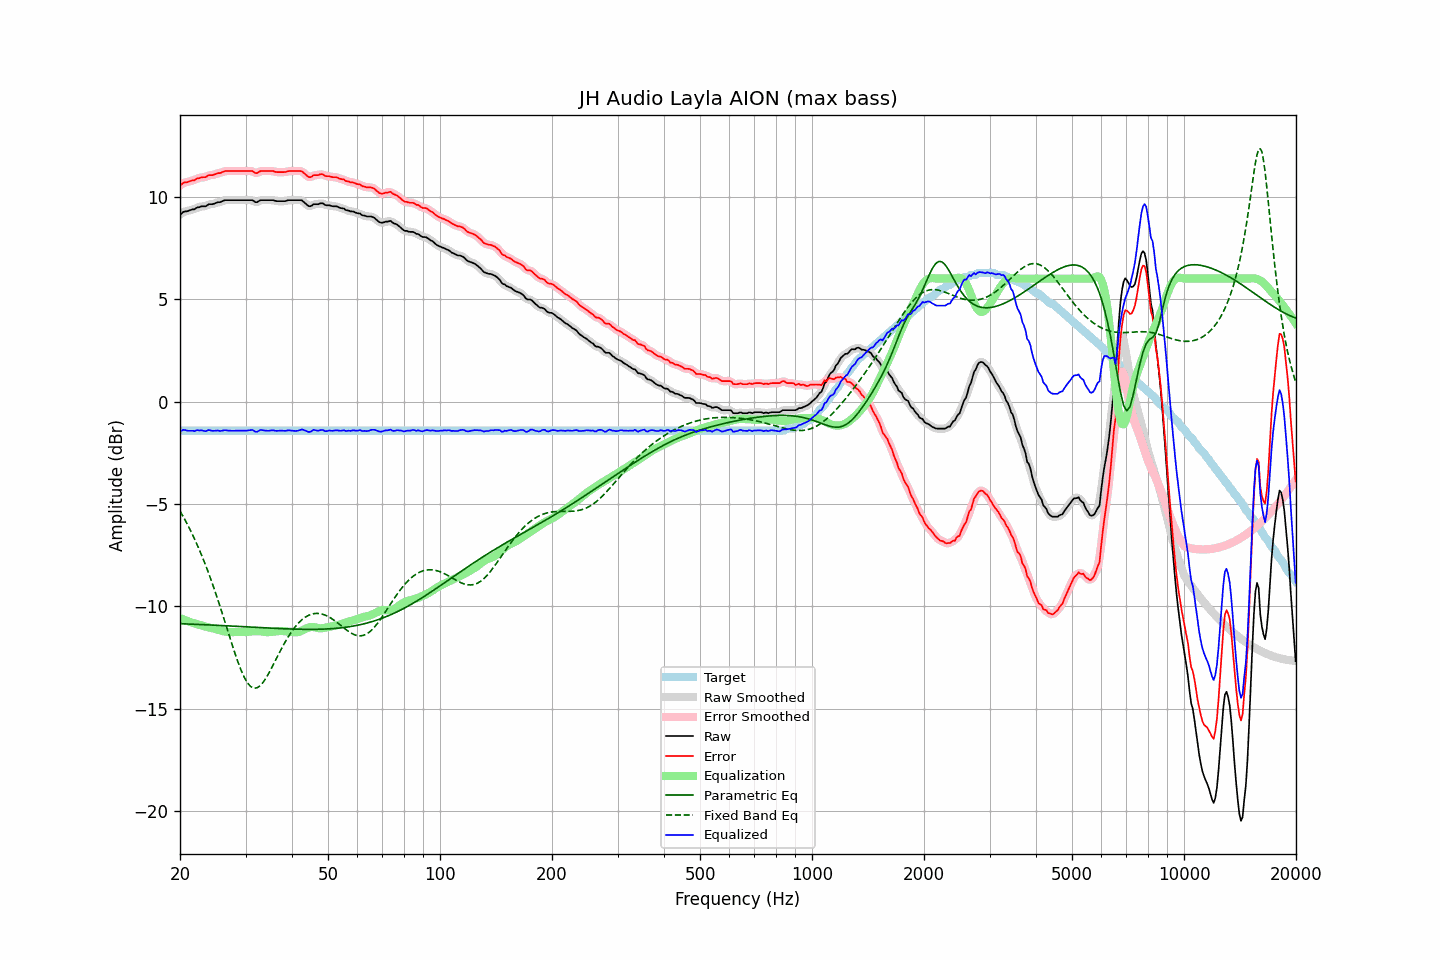 JH Audio Layla AION (max bass)
10
5
0
−5
−10
−15
−20
Amplitude (dBr)
Target
Raw Smoothed
Error Smoothed
Raw
Error
Equalization
Parametric Eq
Fixed Band Eq
Equalized
20 50 100 200 500 1000 2000 5000 10000 20000
Frequency (Hz)